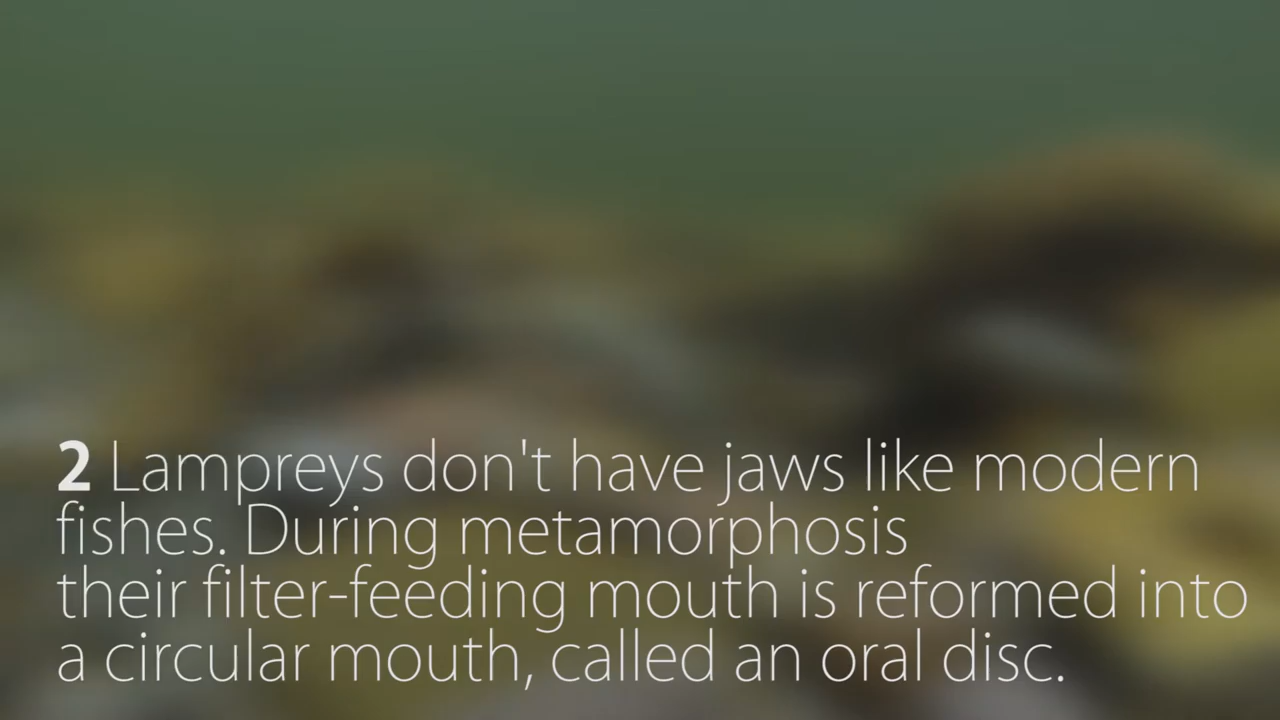 2 Lampreys don't have jaws like modern
fishes. During metamorphosis
their filter-feeding mouth is reformed into
a circular mouth, called an oral disc.